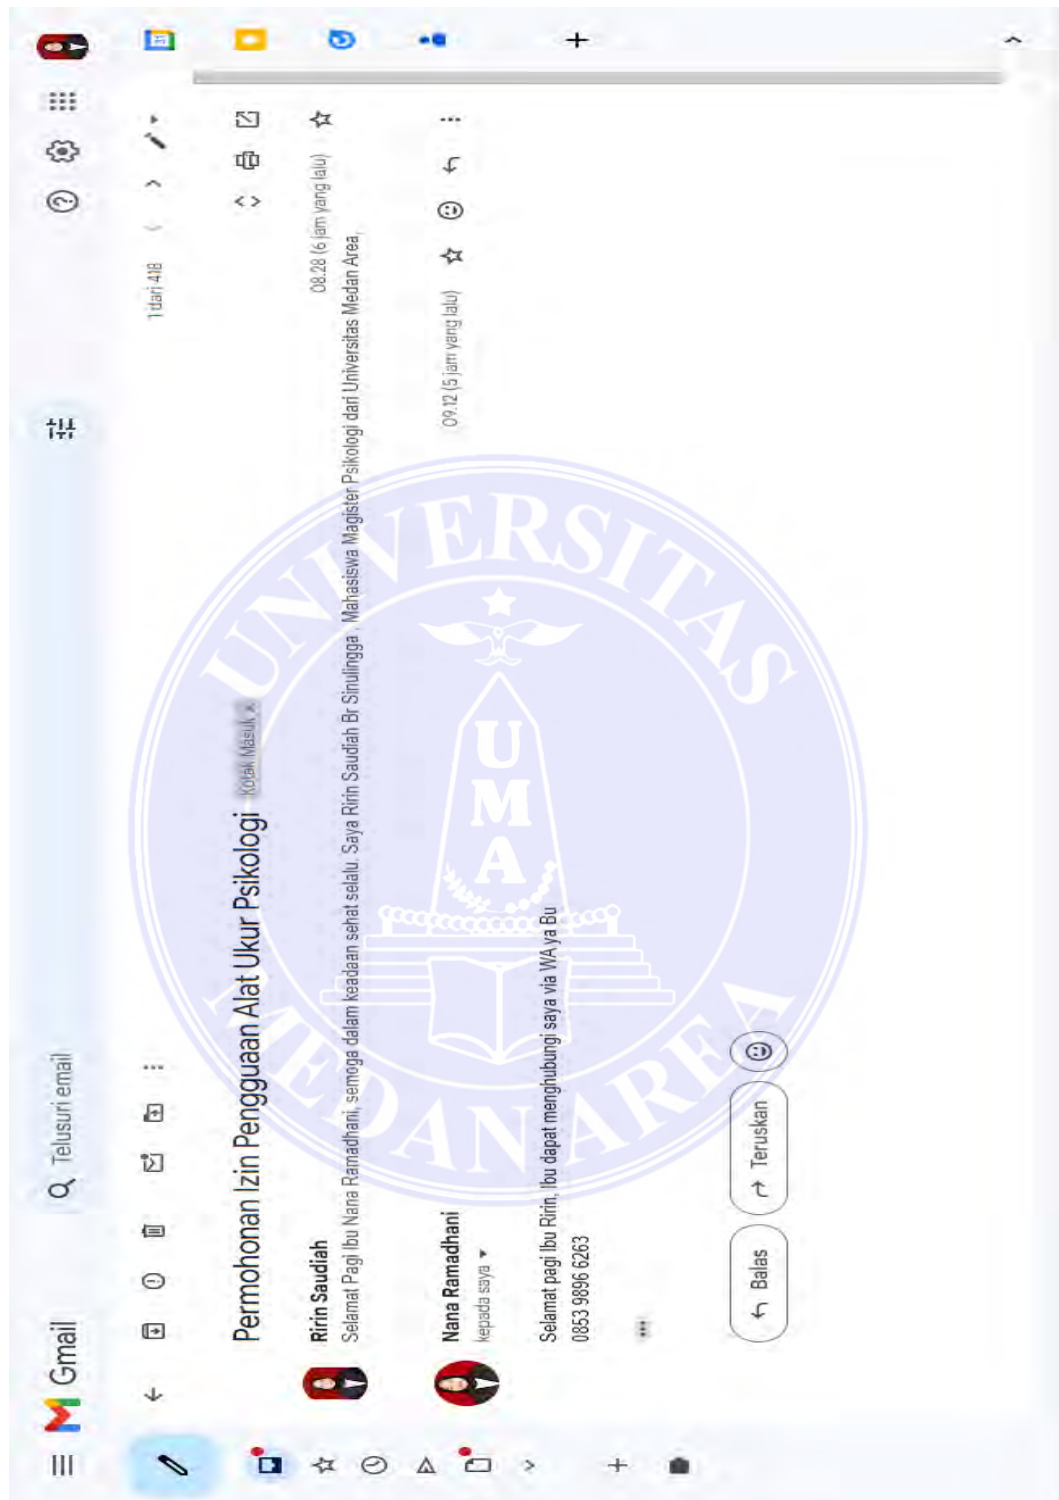 Gmail
Telusuri email
1 dari 418
Permohonan Izin Pengguaan Alat Ukur Psikologi Kotak Masuk x
Ririn Saudiah 08.28 (6 jam yang lalu)
Selamat Pagi Ibu Nana Ramadhani, semoga dalam keadaan sehat selalu. Saya Ririn Saudiah Br Sinulingga , Mahasiswa Magister Psikologi dari Universitas Medan Area,
Nana Ramadhani 09.12 (5 jam yang lalu)
kepada saya
Selamat pagi Ibu Ririn, Ibu dapat menghubungi saya via WA ya Bu
0853 9896 6263
Balas
Teruskan
31
UNIVERSITAS
MEDAN AREA
UMA